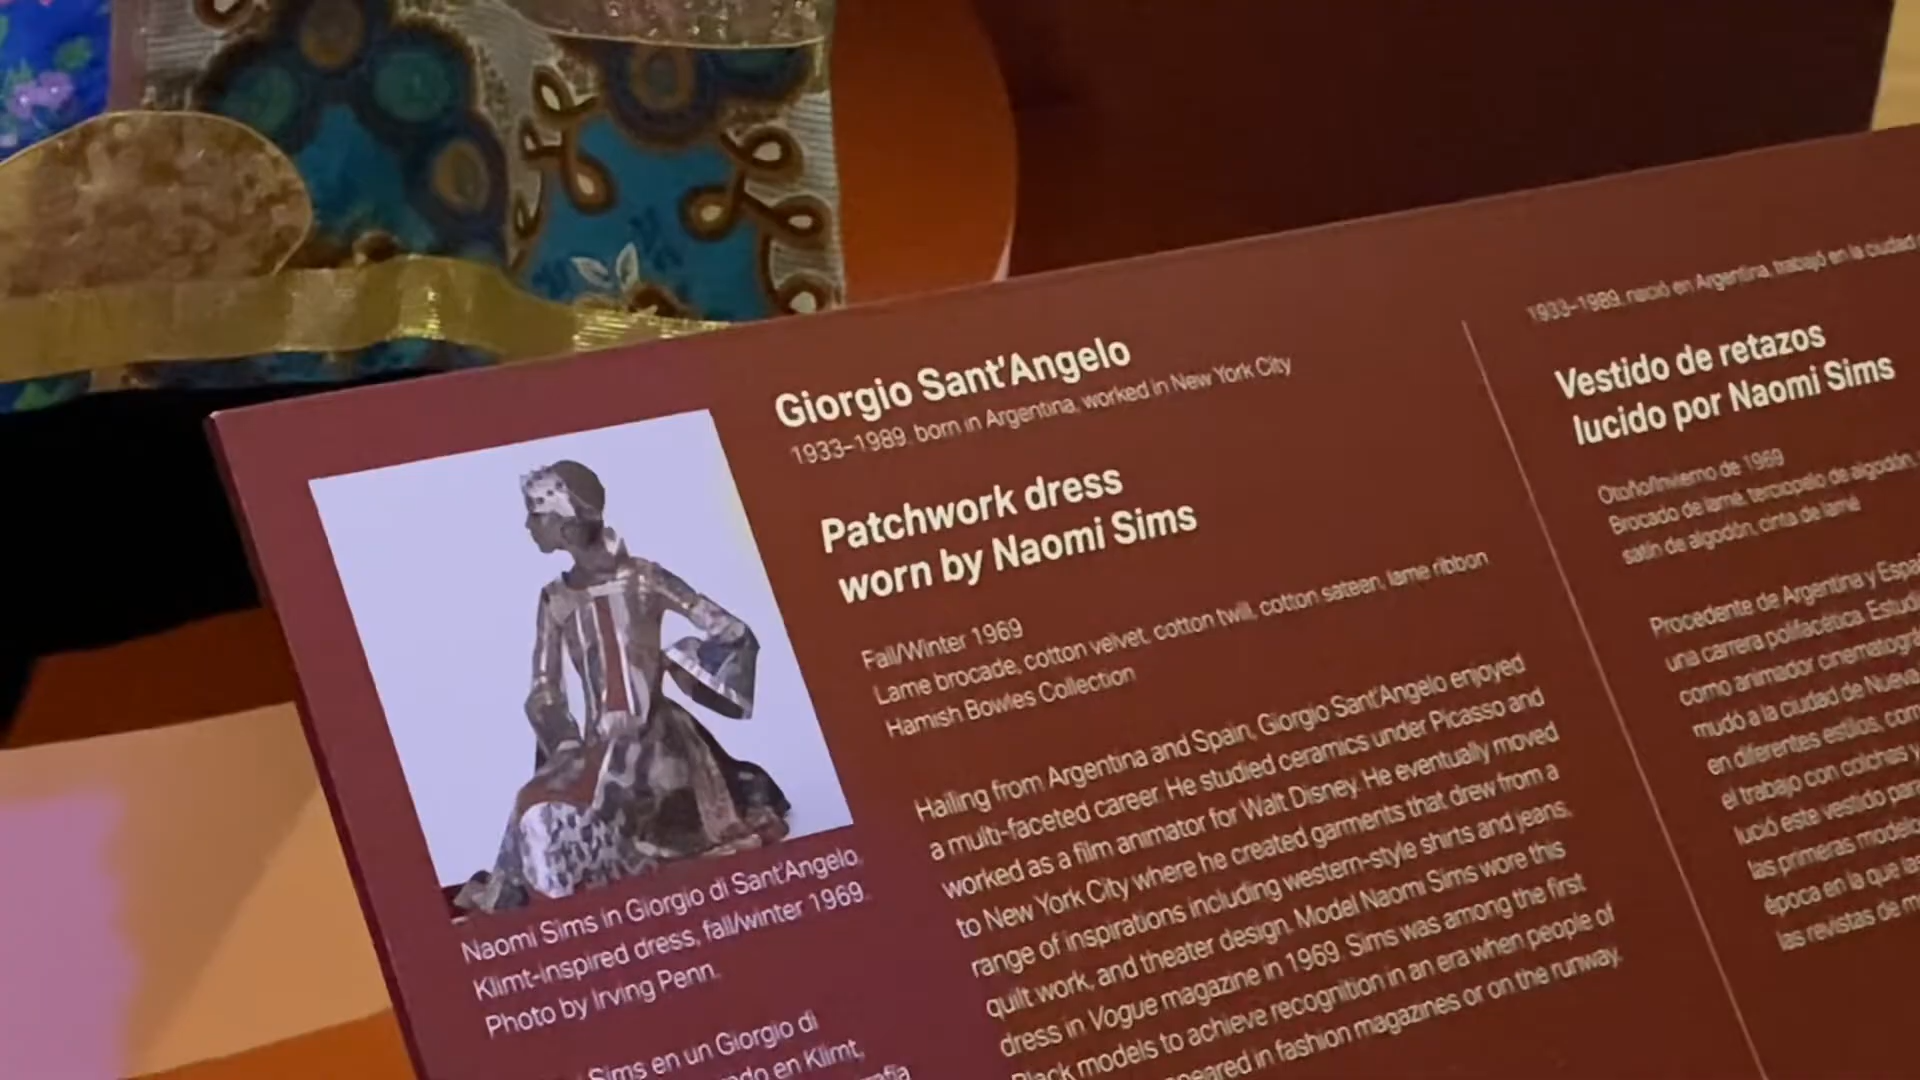 Giorgio Sant'Angelo
1933–1989, born in Argentina, worked in New York City
Patchwork dress
worn by Naomi Sims
Fall/Winter 1969
Lame brocade, cotton velvet, cotton twill, cotton sateen, lame ribbon
Hamish Bowles Collection
Hailing from Argentina and Spain, Giorgio Sant'Angelo enjoyed
a multi-faceted career. He studied ceramics under Picasso and
worked as a film animator for Walt Disney. He eventually moved
to New York City where he created garments that drew from a
range of inspirations including western-style shirts and jeans,
quilt work, and theater design. Model Naomi Sims wore this
dress in Vogue magazine in 1969. Sims was among the first
Black models to achieve recognition in an era when people of
in fashion magazines or on the runway.
Naomi Sims in Giorgio di Sant'Angelo,
Klimt-inspired dress, fall/winter 1969.
Photo by Irving Penn.
Sims en un Giorgio di
en Klimt,
1933–1989, nació en Argentina, trabajó en la ciudad
Vestido de retazos
lucido por Naomi Sims
Otoño/Invierno de 1969
Brocado de lamé, terciopelo de algodón,
satín de algodón, cinta de lamé
Procedente de Argentina y
una carrera polifacética.
como animador
mudó a la ciudad de Nueva
en diferentes estilos,
el trabajo con colchas y
lució este vestido
las primeras
época en la que
las revistas de